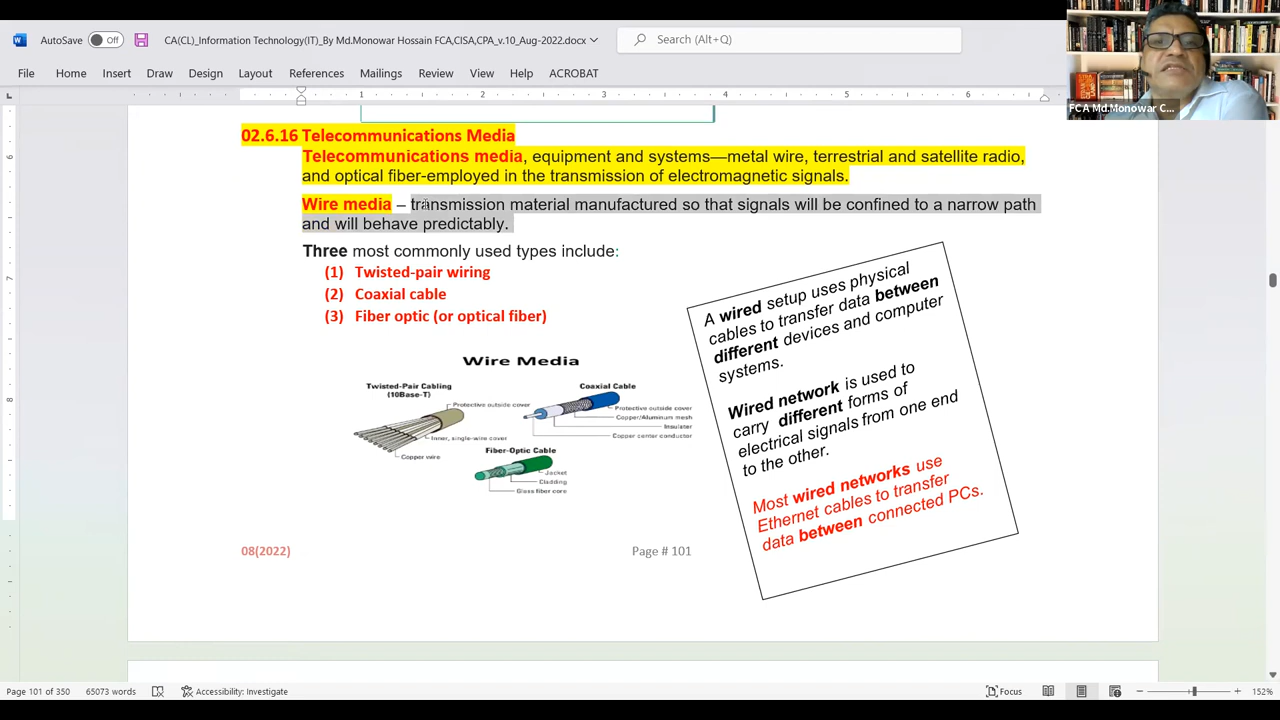 AutoSave Off CA(CL)_Information Technology(IT)_By Md.Monowar Hossain FCA,CISA,CPA_v.10_Aug-2022.docx Search (Alt+Q)
File Home Insert Draw Design Layout References Mailings Review View Help ACROBAT
FCA Md.Monowar C...
1 2 3 4 5 6
02.6.16 Telecommunications Media
Telecommunications media, equipment and systems—metal wire, terrestrial and satellite radio,
and optical fiber-employed in the transmission of electromagnetic signals.
Wire media – transmission material manufactured so that signals will be confined to a narrow path
and will behave predictably.
Three most commonly used types include:
(1) Twisted-pair wiring
(2) Coaxial cable
(3) Fiber optic (or optical fiber)
Wire Media
Twisted-Pair Cabling
(10Base-T)
Protective outside cover
Inner, single-wire cover
Copper wire
Coaxial Cable
Protective outside cover
Copper/Aluminum mesh
Insulator
Copper center conductor
Fiber-Optic Cable
Jacket
Cladding
Glass fiber core
A wired setup uses physical
cables to transfer data between
different devices and computer
systems.
Wired network is used to
carry different forms of
electrical signals from one end
to the other.
Most wired networks use
Ethernet cables to transfer
data between connected PCs.
08(2022) Page # 101
6
7
8
Page 101 of 350 65073 words Accessibility: Investigate Focus 152%